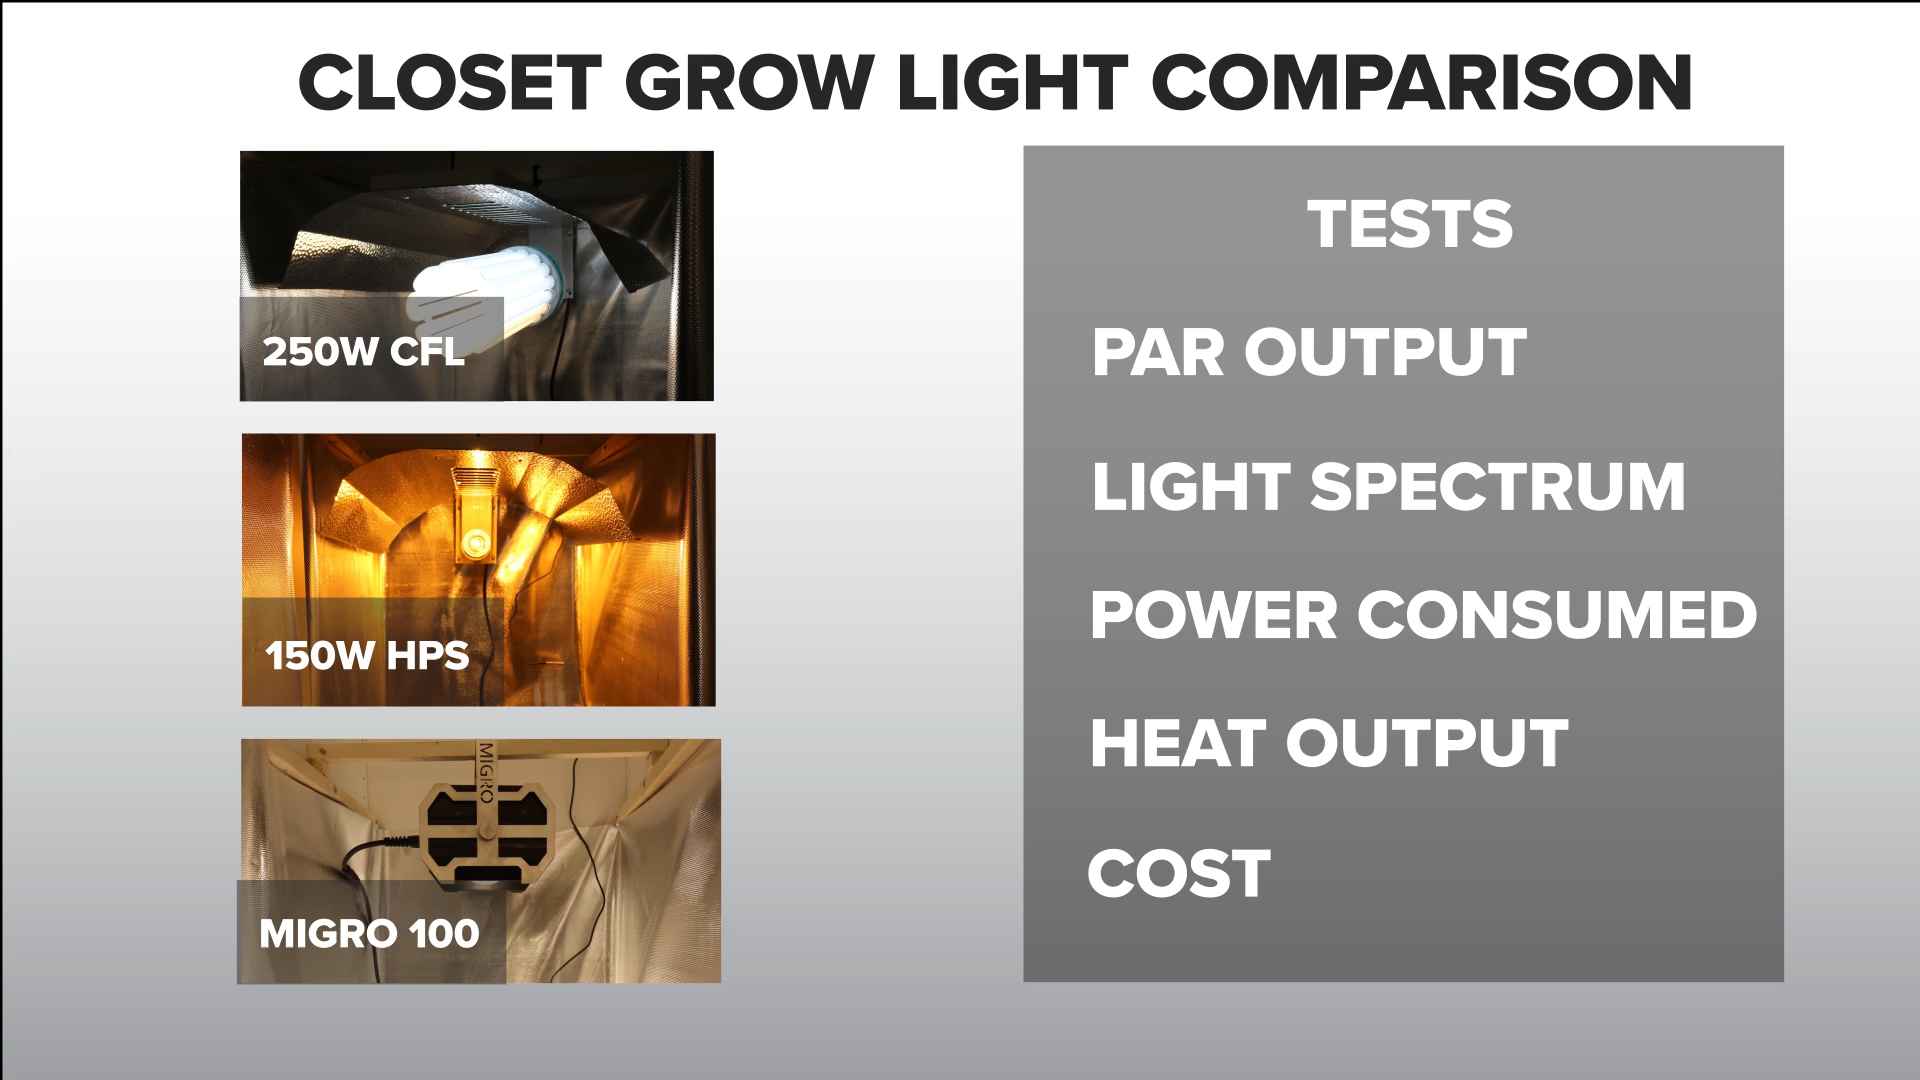 CLOSET GROW LIGHT COMPARISON
250W CFL
150W HPS
MIGRO
MIGRO 100
TESTS
PAR OUTPUT
LIGHT SPECTRUM
POWER CONSUMED
HEAT OUTPUT
COST